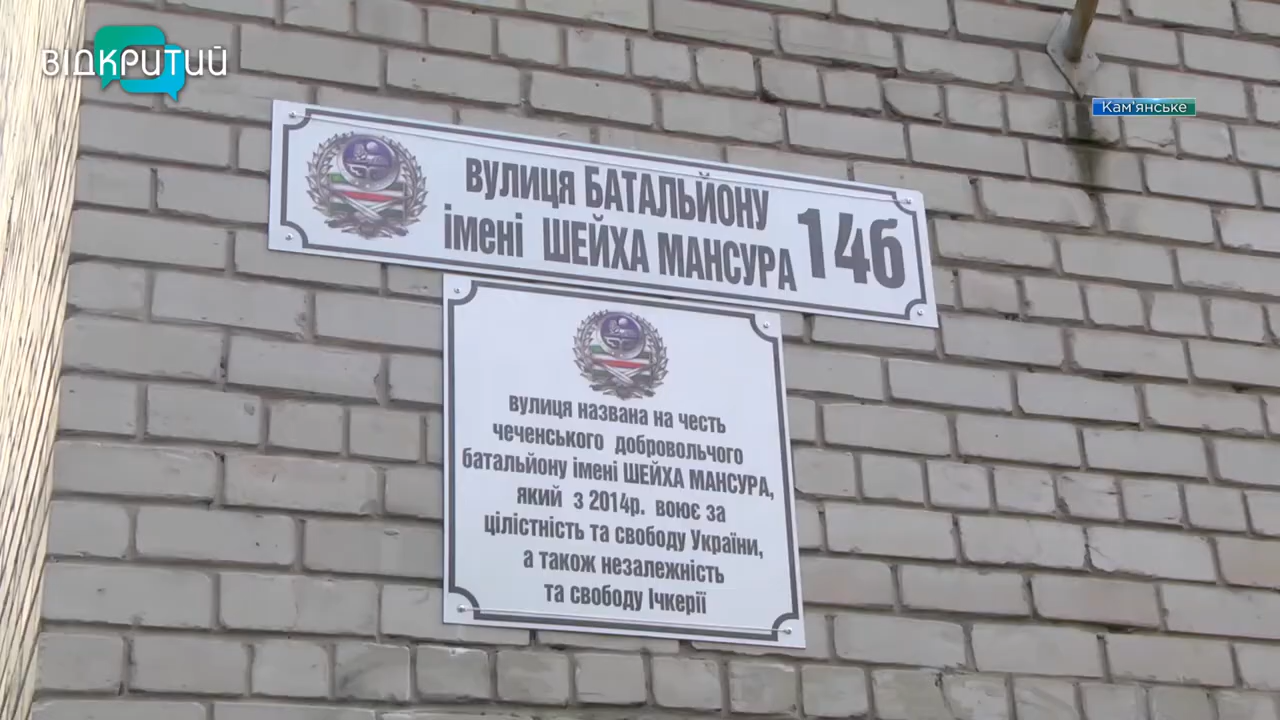 ВІДКРИТИЙ
Кам'янське
вулиця БАТАЛЬЙОНУ
імені ШЕЙХА МАНСУРА
146
вулиця названа на честь
чеченського добровольчого
батальйону імені ШЕЙХА МАНСУРА,
який з 2014р. воює за
цілістність та свободу України,
а також незалежність
та свободу Ічкерії